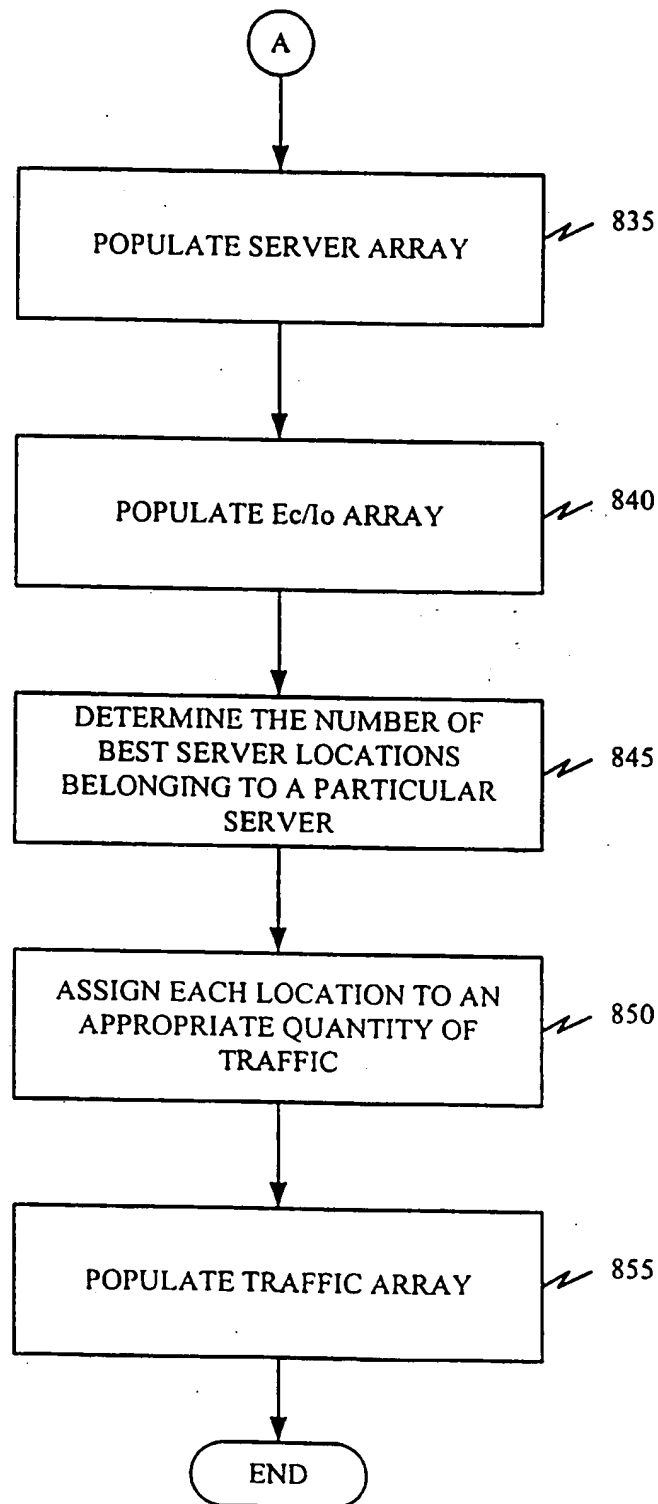 A
POPULATE SERVER ARRAY
835
POPULATE Ec/Io ARRAY
840
DETERMINE THE NUMBER OF
BEST SERVER LOCATIONS
BELONGING TO A PARTICULAR
SERVER
845
ASSIGN EACH LOCATION TO AN
APPROPRIATE QUANTITY OF
TRAFFIC
850
POPULATE TRAFFIC ARRAY
855
END